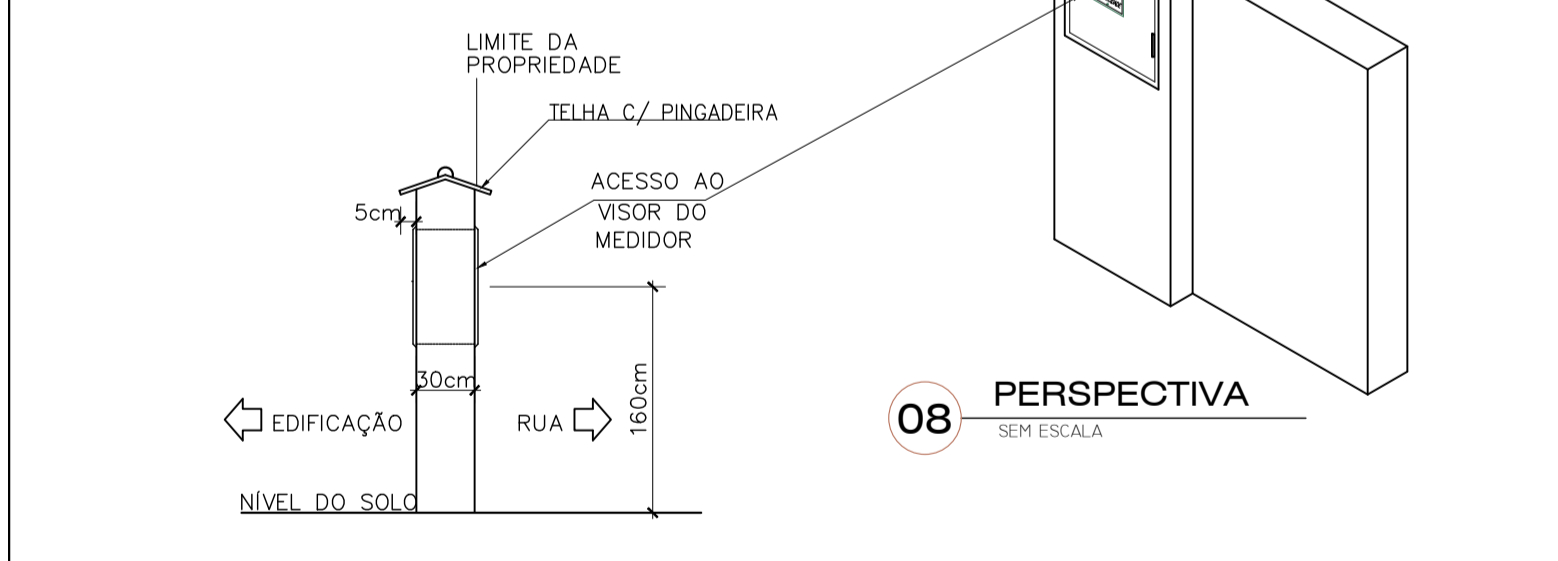 LIMITE DA
PROPRIEDADE
TELHA C/ PINGADEIRA
ACESSO AO
VISOR DO
MEDIDOR
5cm
30cm
160cm
EDIFICAÇÃO
RUA
NÍVEL DO SOLO
08
PERSPECTIVA
SEM ESCALA